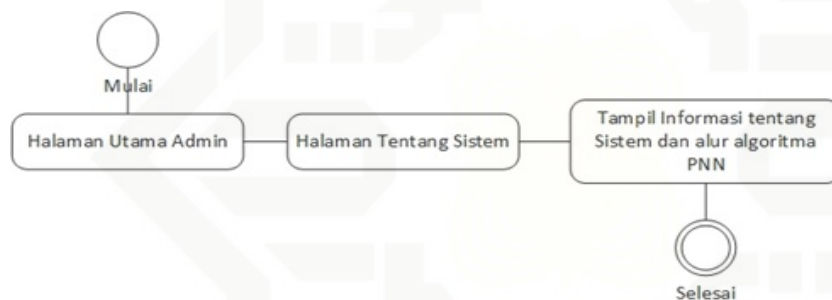 Mulai
Halaman Utama Admin
Halaman Tentang Sistem
Tampil Informasi tentang
Sistem dan alur algoritma
PNN
Selesai